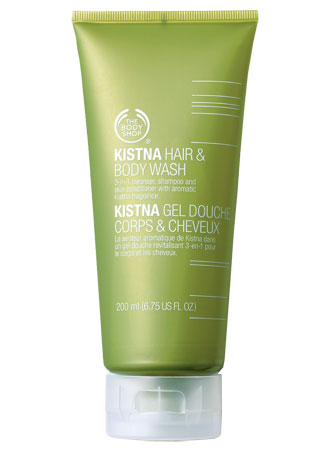 THE
BODY
SHOP
®
KISTNA HAIR &
BODY WASH
3-in-1 cleanser, shampoo and
skin conditioner with aromatic
Kistna fragrance.
KISTNA GEL DOUCHE
CORPS & CHEVEUX
La senteur aromatique de Kistna dans
un gel douche revitalisant 3-en-1 pour
le corps et les cheveux.
200 ml (6.75 US FL OZ.)